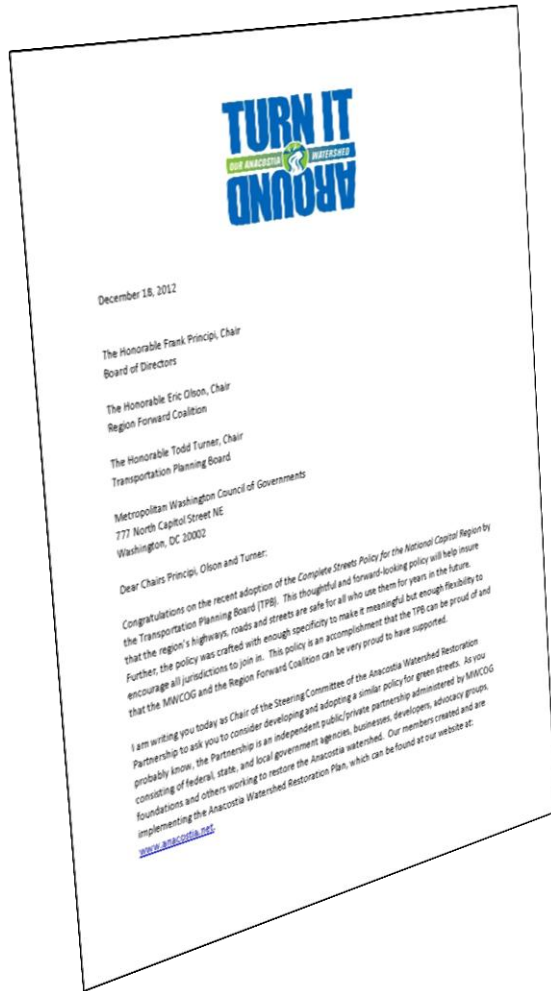 TURN IT
OUR ANACOSTIA WATERSHED
AROUND
December 18, 2012
The Honorable Frank Principi, Chair
Board of Directors
The Honorable Eric Olson, Chair
Region Forward Coalition
The Honorable Todd Turner, Chair
Transportation Planning Board
Metropolitan Washington Council of Governments
777 North Capitol Street NE
Washington, DC 20002
Dear Chairs Principi, Olson and Turner:
Congratulations on the recent adoption of the Complete Streets Policy for the National Capital Region by
the Transportation Planning Board (TPB). This thoughtful and forward-looking policy will help insure
that the region's highways, roads and streets are safe for all who use them for years in the future.
Further, the policy was crafted with enough specificity to make it meaningful but enough flexibility to
encourage all jurisdictions to join in. This policy is an accomplishment that the TPB can be proud of and
that the MWCOG and the Region Forward Coalition can be very proud to have supported.
I am writing you today as Chair of the Steering Committee of the Anacostia Watershed Restoration
Partnership to ask you to consider developing and adopting a similar policy for green streets. As you
probably know, the Partnership is an independent public/private partnership administered by MWCOG
consisting of federal, state, and local government agencies, businesses, developers, advocacy groups,
foundations and others working to restore the Anacostia watershed. Our members created and are
implementing the Anacostia Watershed Restoration Plan, which can be found at our website at:
www.anacostia.net.